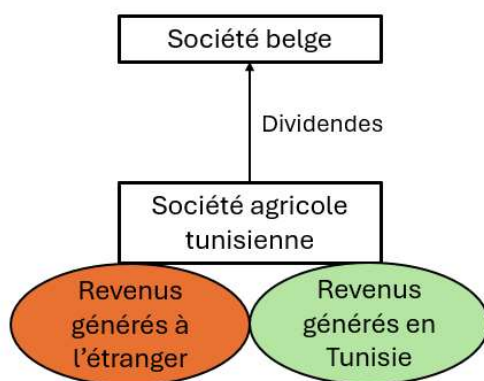 Société belge
Dividendes
Société agricole
tunisienne
Revenus
générés à
l'étranger
Revenus
générés en
Tunisie